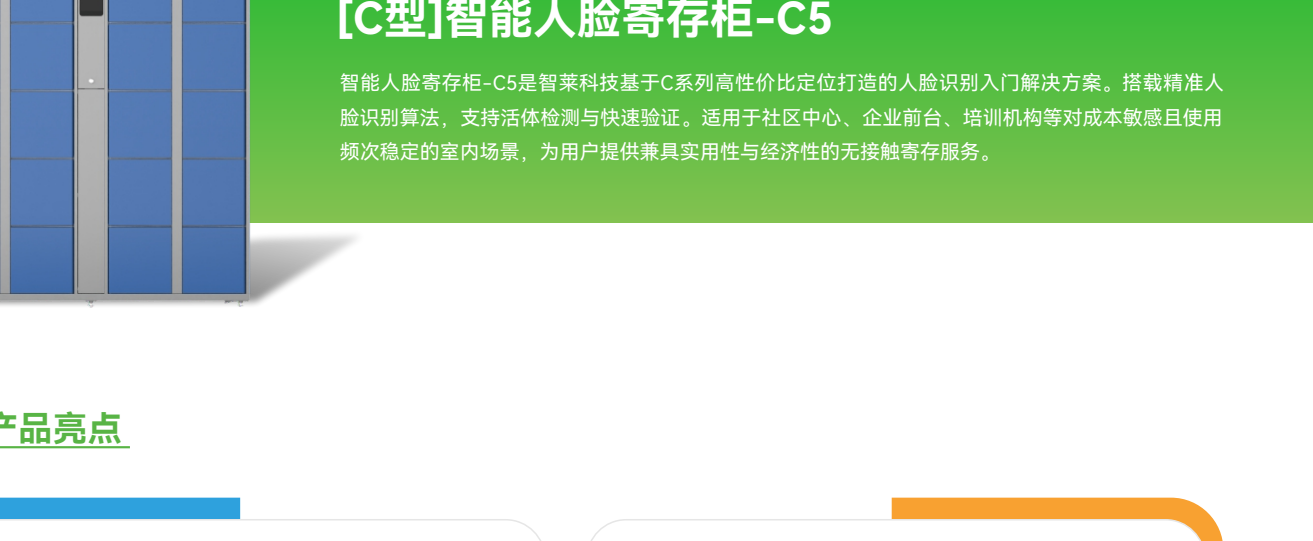 [C型]智能人脸寄存柜-C5
智能人脸寄存柜-C5是智莱科技基于C系列高性价比定位打造的人脸识别入门解决方案。搭载精准人
脸识别算法，支持活体检测与快速验证。适用于社区中心、企业前台、培训机构等对成本敏感且使用
频次稳定的室内场景，为用户提供兼具实用性与经济性的无接触寄存服务。
产品亮点